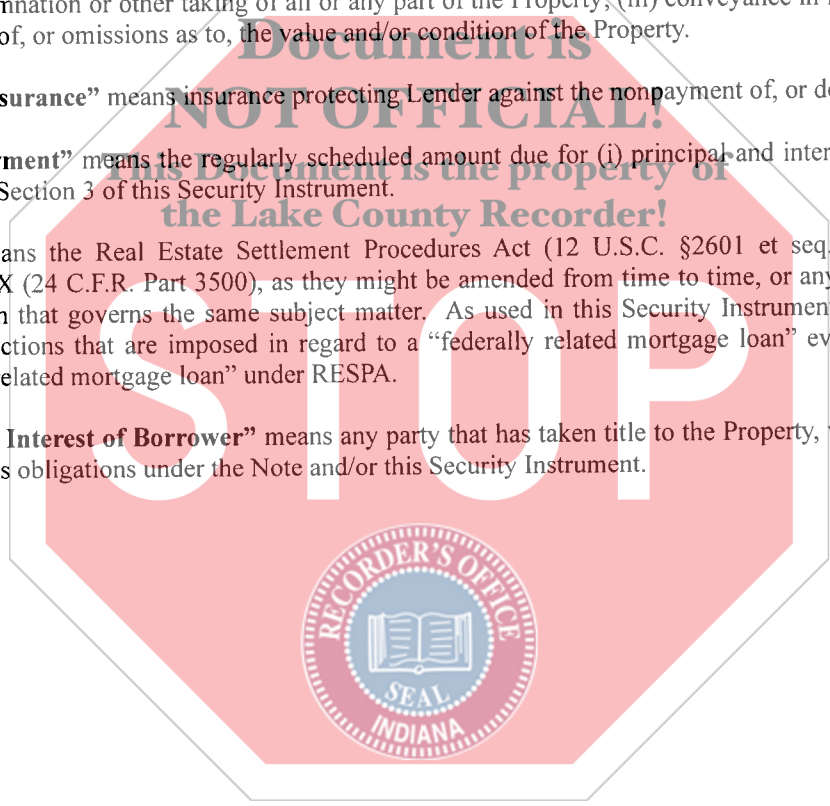 or other taking of all or any part of the Property; (iii) conveyance in
Document is
of, or omissions as to, the value and/or condition of the Property.
surance” means insurance protecting Lender against the nonpayment of, or
NOT OFFICIAL!
ment” means the regularly scheduled amount due for (i) principal and inter
This Document is the property of
Section 3 of this Security Instrument.
the Lake County Recorder!
ans the Real Estate Settlement Procedures Act (12 U.S.C. §2601 et seq.
X (24 C.F.R. Part 3500), as they might be amended from time to time, or any
that governs the same subject matter. As used in this Security Instrumen
ctions that are imposed in regard to a “federally related mortgage loan” ev
elated mortgage loan” under RESPA.
STOP
Interest of Borrower” means any party that has taken title to the Property,
s obligations under the Note and/or this Security Instrument.
RECORDER'S OFFICE
SEAL
INDIANA